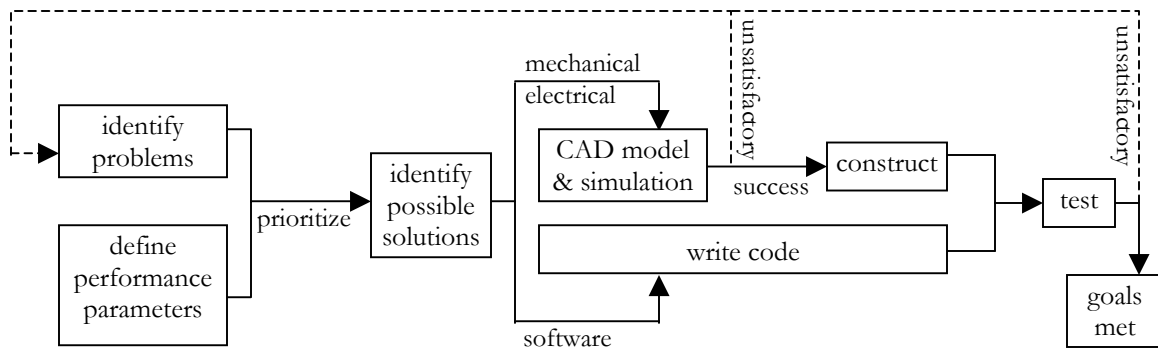 identify
problems
define
performance
parameters
prioritize
identify
possible
solutions
mechanical
electrical
CAD model
& simulation
unsatisfactory
success
construct
write code
software
test
unsatisfactory
goals
met